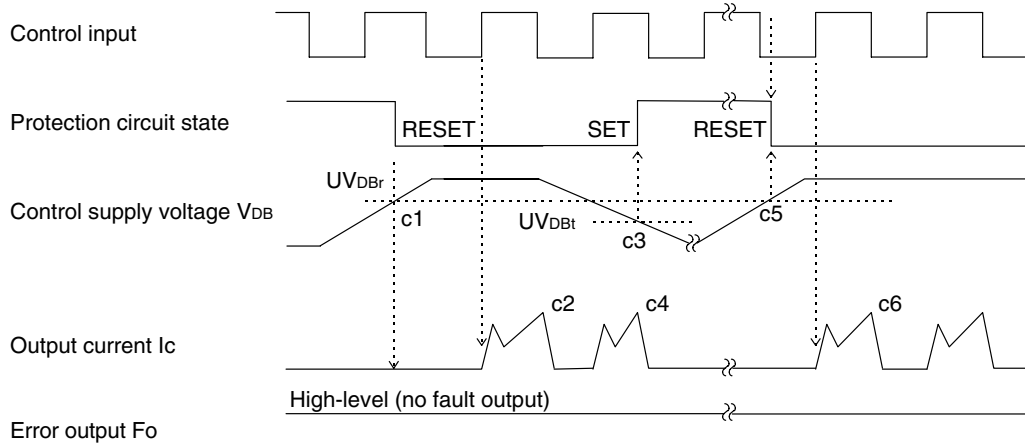 Control input
Protection circuit state
RESET
SET
RESET
UVDBr
Control supply voltage VDB
c1
UVDBt
c3
c5
c2
c4
c6
Output current Ic
High-level (no fault output)
Error output Fo